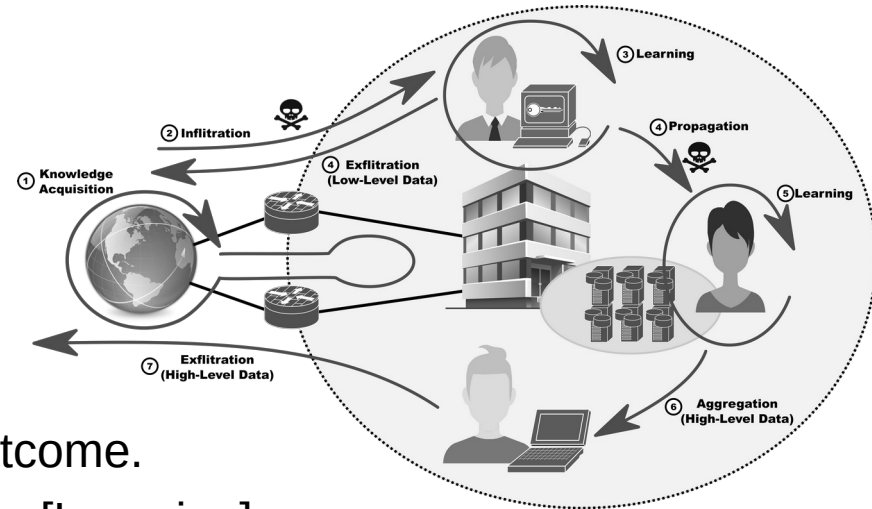 ③ Learning
② Inflitration
④ Propagation
④ Exflitration
(Low-Level Data)
① Knowledge
Acquisition
⑤ Learning
⑦ Exflitration
(High-Level Data)
⑥ Aggregation
(High-Level Data)
tcome.